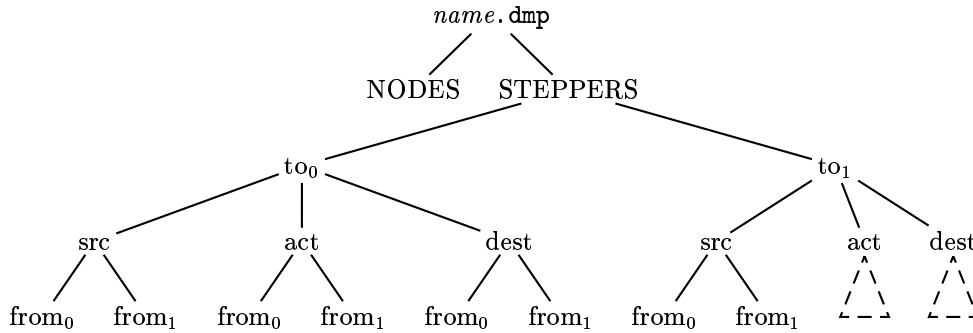 name.dmp
NODES STEPPERS
to₀ to₁
src act dest src act dest
from₀ from₁ from₀ from₁ from₀ from₁ from₀ from₁